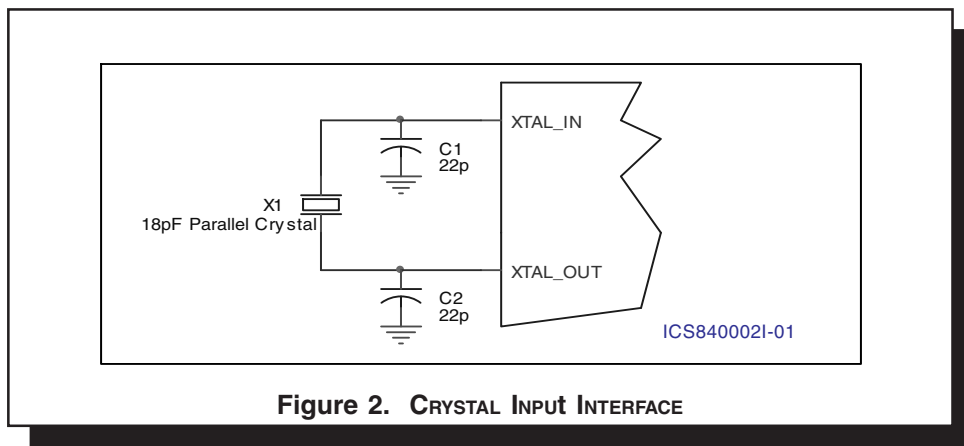 XTAL_IN
C1
22p
X1
18pF Parallel Crystal
XTAL_OUT
C2
22p
ICS840002I-01
Figure 2. CRYSTAL INPUt INTERFACE